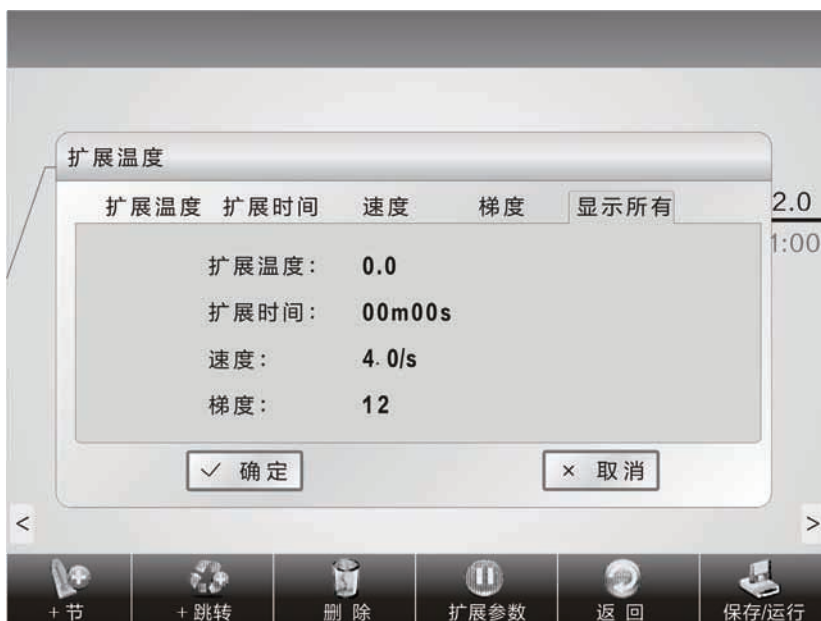 扩展温度
扩展温度 扩展时间 速度 梯度 显示所有
2.0
1:00
扩展温度： 0.0
扩展时间： 00m00s
速度： 4.0/s
梯度： 12
✓ 确定 × 取消
< >
+节 +跳转 删除 扩展参数 返回 保存/运行